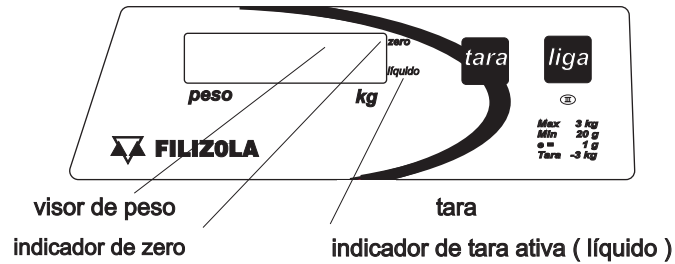 zero
tara
liga
líquido
peso
kg
III
Max 3 kg
Min 20 g
e = 1 g
Tara -3 kg
FILIZOLA
visor de peso
tara
indicador de zero
indicador de tara ativa ( líquido )